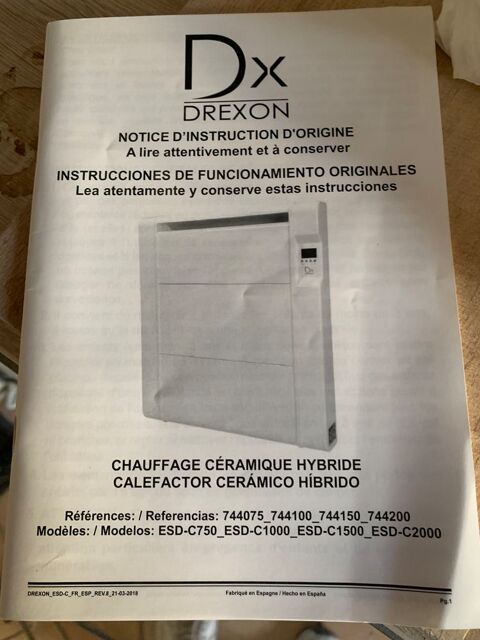 Dx
DREXON
NOTICE D'INSTRUCTION D'ORIGINE
A lire attentivement et à conserver
INSTRUCCIONES DE FUNCIONAMIENTO ORIGINALES
Lea atentamente y conserve estas instrucciones
Dx
CHAUFFAGE CÉRAMIQUE HYBRIDE
CALEFACTOR CERÁMICO HÍBRIDO
Références: / Referencias: 744075_744100_744150_744200
Modèles: / Modelos: ESD-C750_ESD-C1000_ESD-C1500_ESD-C2000
DREXON_ESD-C_FR_ESP_REV.8_21-03-2018 Fabriqué en Espagne / Hecho en España Pg.1